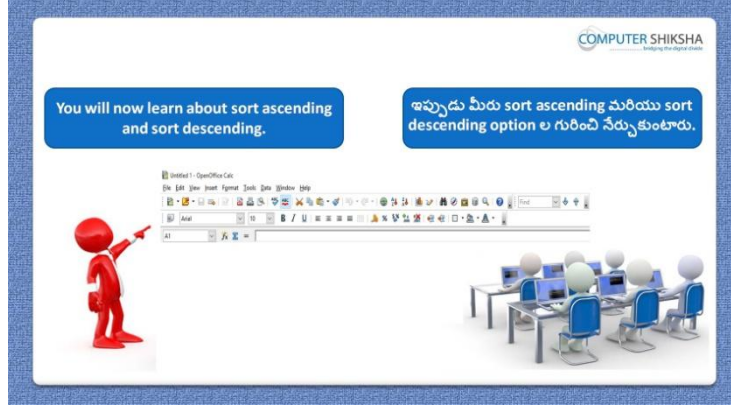 COMPUTER SHIKSHA
bridging the digital divide
You will now learn about sort ascending
and sort descending.
ఇప్పుడు మీరు sort ascending మరియు sort
descending option ల గురించి నేర్చుకుంటారు.
Untitled 1 - OpenOffice Calc
File Edit View Insert Format Tools Data Window Help
Find
Arial 10 B I U
A1 fx Σ =